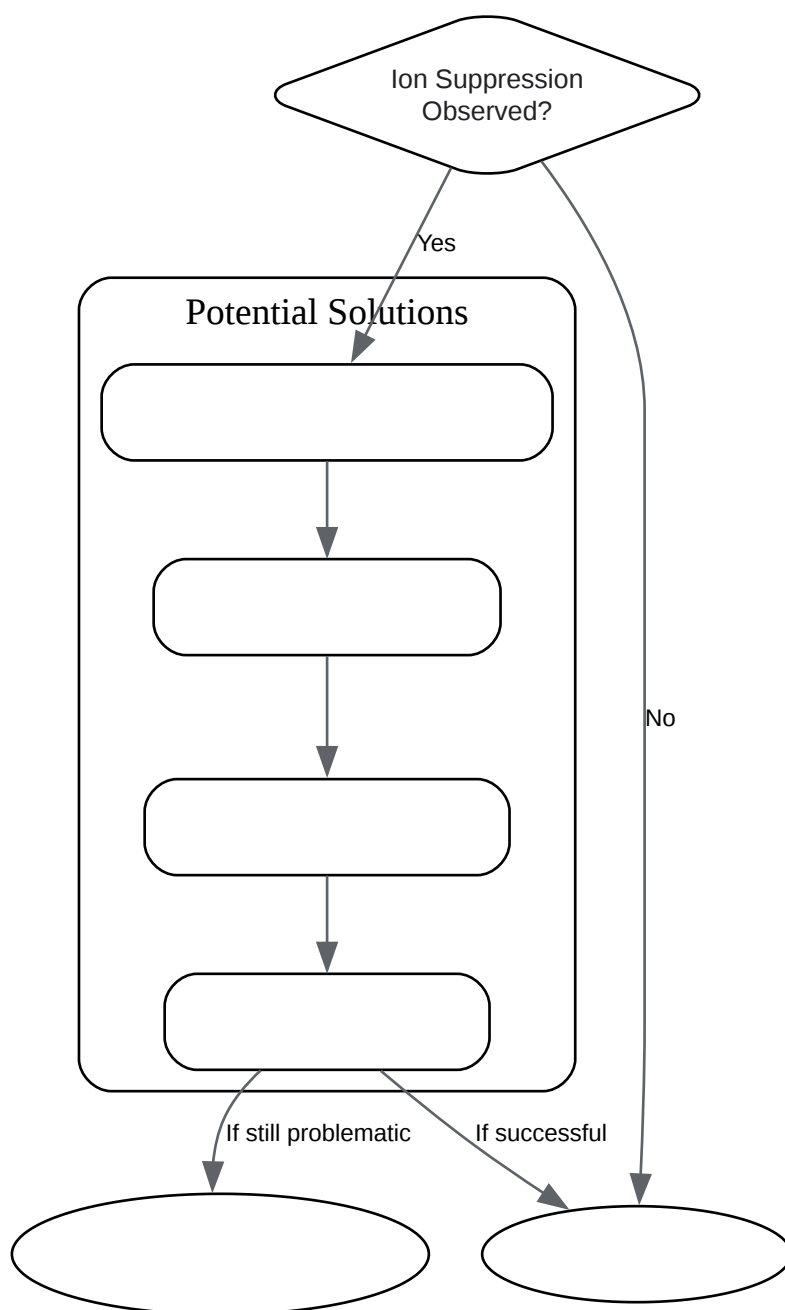 Ion Suppression
Observed?
Yes
Potential Solutions
No
If still problematic
If successful